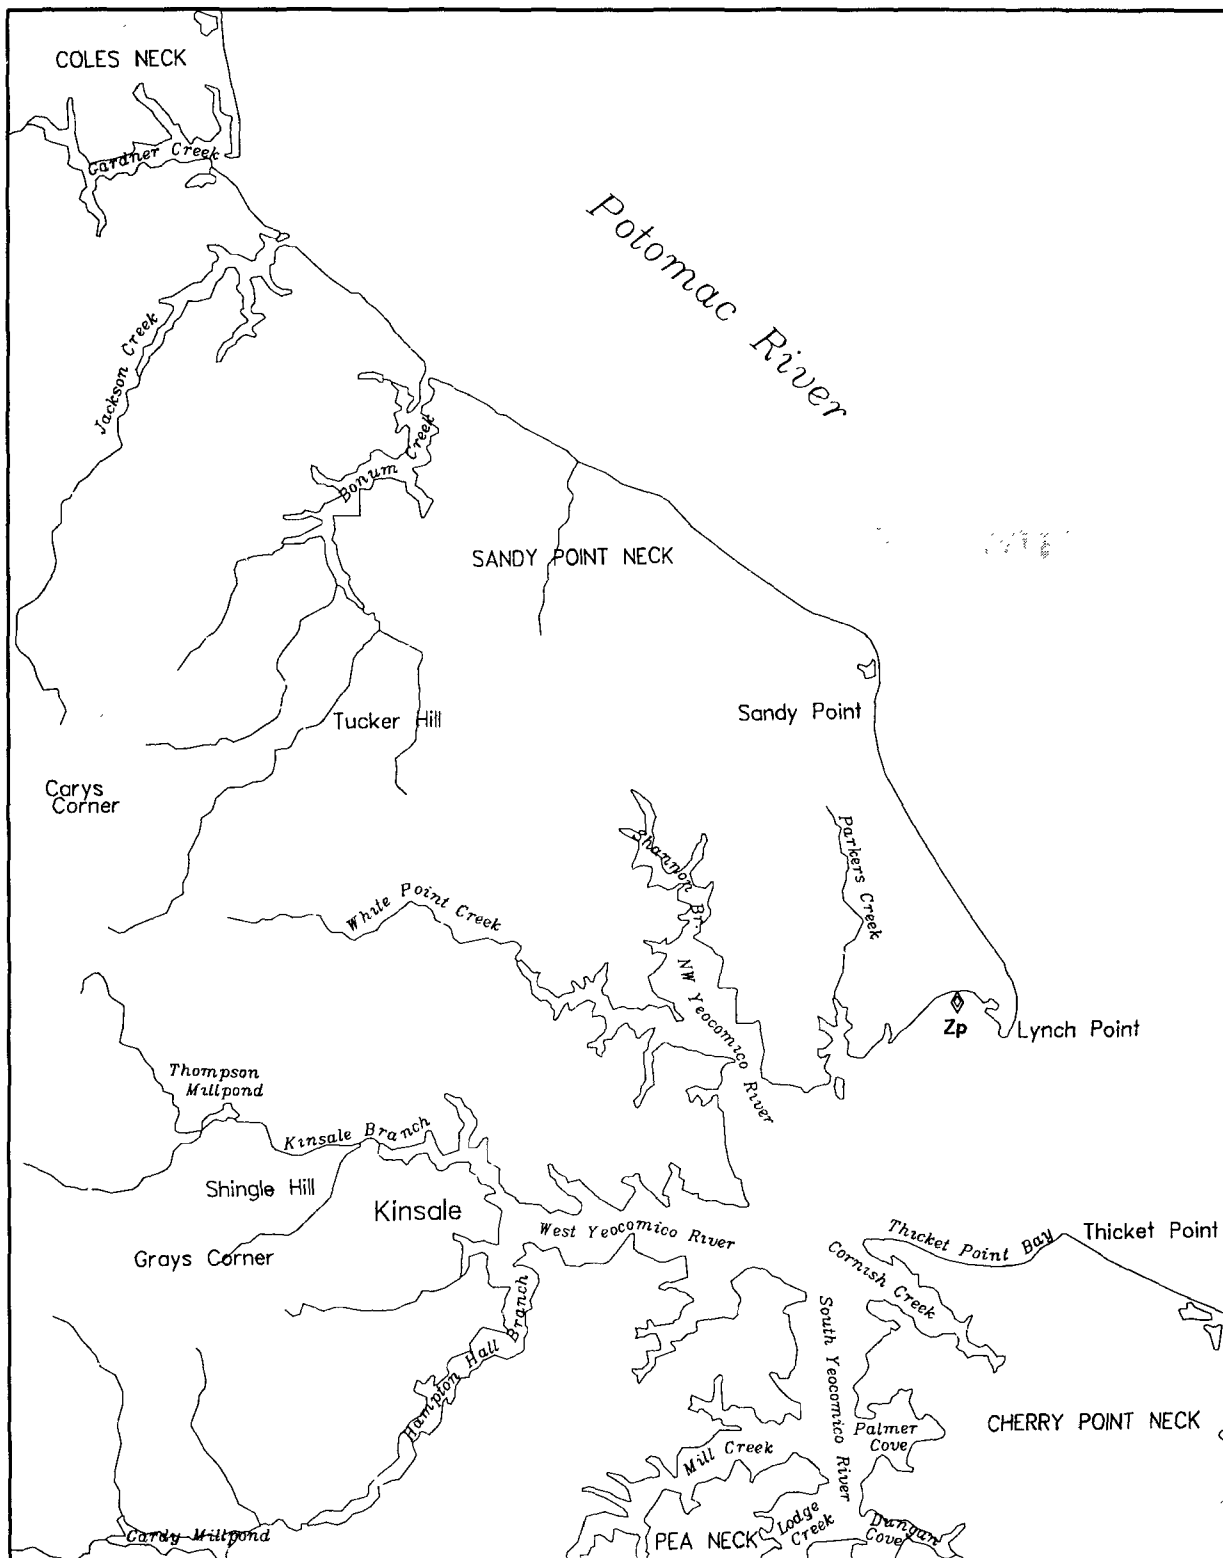 COLES NECK
Gardner Creek
Potomac River
Jackson Creek
Bonum Creek
SANDY POINT NECK
Sandy Point
Tucker Hill
Carys
Corner
Shannon Br.
Parkers Creek
White Point Creek
NW Yeocomico River
Zp
Lynch Point
Thompson
Millpond
Kinsale Branch
Shingle Hill
Kinsale
West Yeocomico River
Thicket Point Bay
Thicket Point
Grays Corner
Cornish Creek
Hampton Hall Branch
South Yeocomico River
CHERRY POINT NECK
Palmer
Cove
Mill Creek
Gardy Millpond
PEA NECK
Lodge
Creek
Dungan
Cove